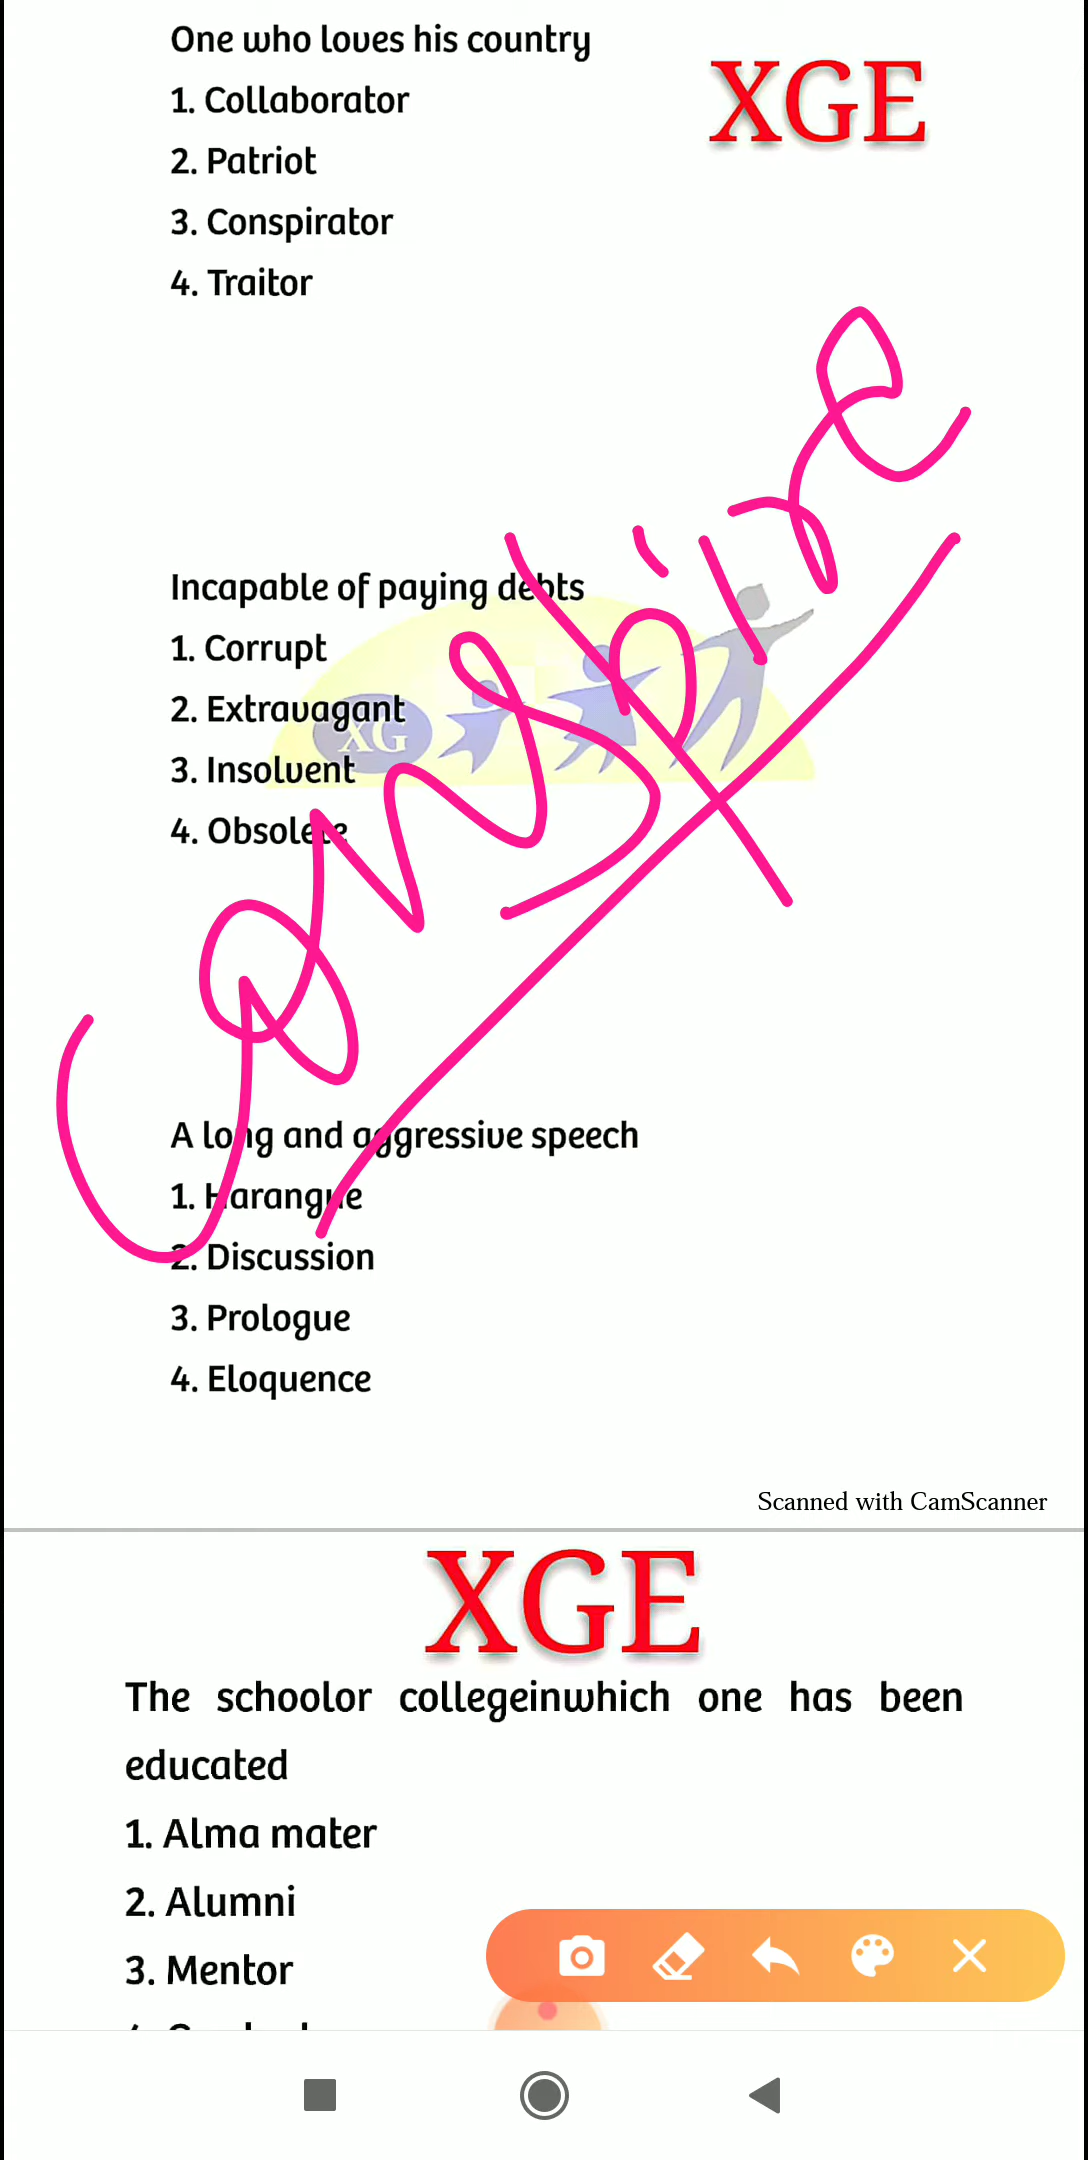 One who loves his country
XGE
1. Collaborator
2. Patriot
3. Conspirator
4. Traitor
Conspire
Incapable of paying debts
1. Corrupt
2. Extravagant
XG
3. Insolvent
4. Obsolete
A long and aggressive speech
1. Harangue
2. Discussion
3. Prologue
4. Eloquence
Scanned with CamScanner
XGE
The schoolor collegeinwhich one has been
educated
1. Alma mater
2. Alumni
3. Mentor